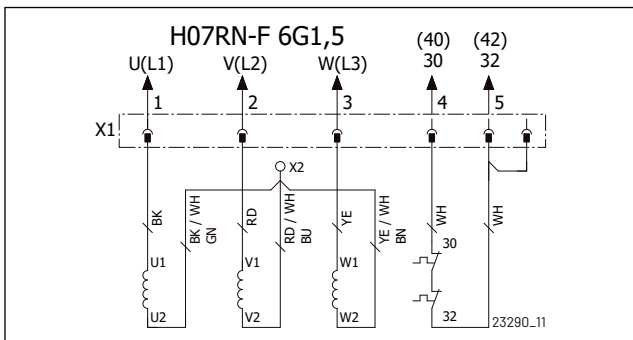 H07RN-F 6G1,5
(40) (42)
U(L1) V(L2) W(L3) 30 32
1 2 3 4 5
X1
X2
BK
BK / WH
GN
RD
RD / WH
BU
YE
YE / WH
BN
WH
WH
30
U1 V1 W1
U2 V2 W2 32
23290_11